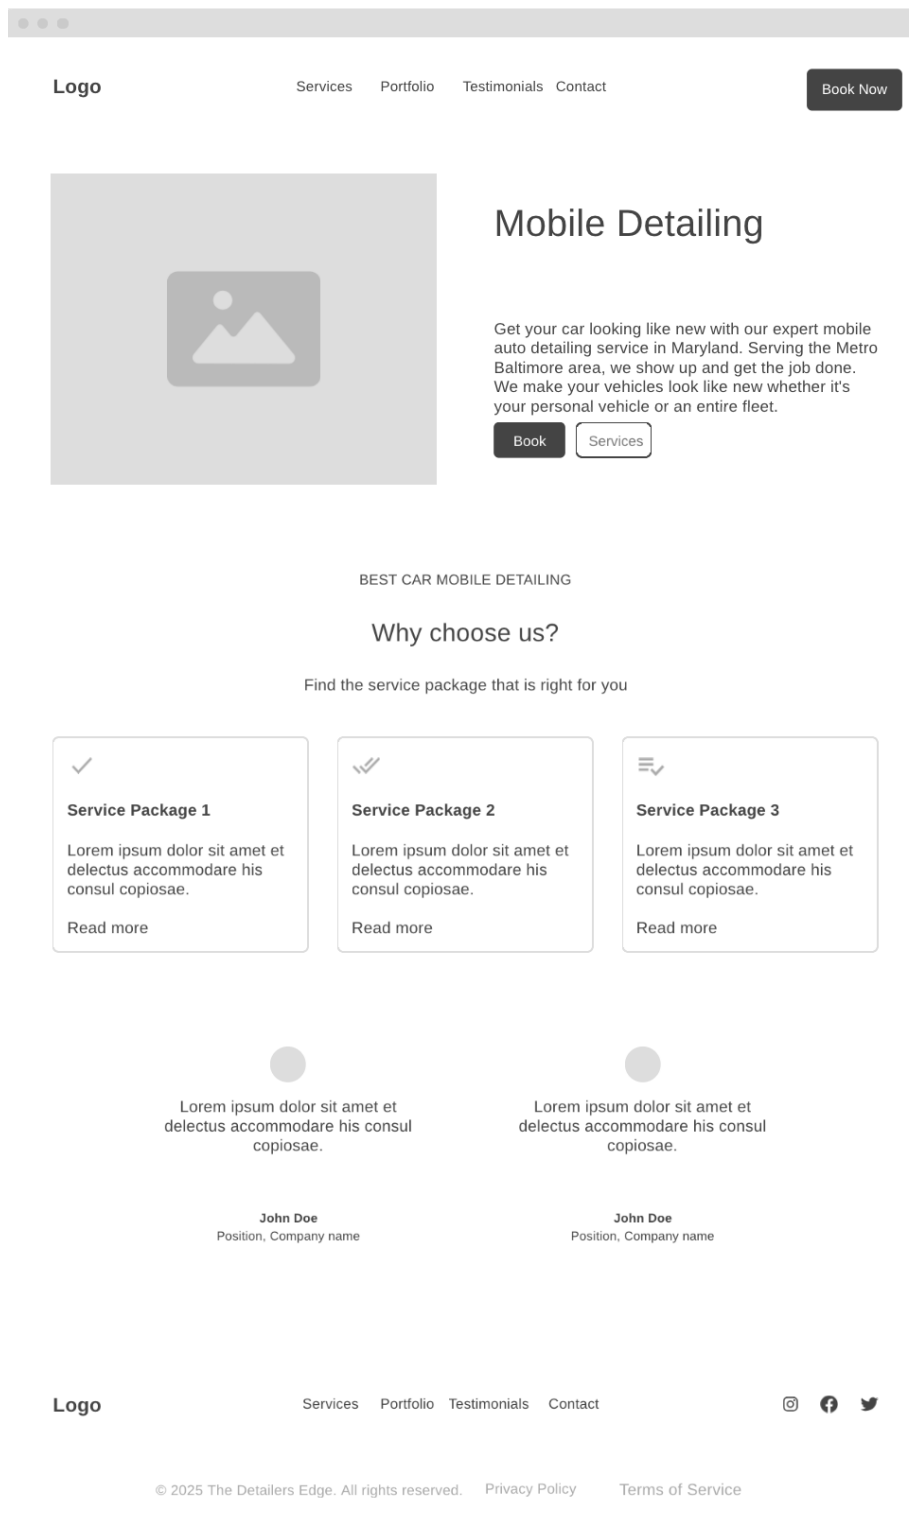 Logo
Services Portfolio Testimonials Contact
Book Now
Mobile Detailing
Get your car looking like new with our expert mobile
auto detailing service in Maryland. Serving the Metro
Baltimore area, we show up and get the job done.
We make your vehicles look like new whether it's
your personal vehicle or an entire fleet.
Book
Services
BEST CAR MOBILE DETAILING
Why choose us?
Find the service package that is right for you
Service Package 1
Lorem ipsum dolor sit amet et
delectus accommodare his
consul copiosae.
Read more
Service Package 2
Lorem ipsum dolor sit amet et
delectus accommodare his
consul copiosae.
Read more
Service Package 3
Lorem ipsum dolor sit amet et
delectus accommodare his
consul copiosae.
Read more
Lorem ipsum dolor sit amet et
delectus accommodare his consul
copiosae.
John Doe
Position, Company name
Lorem ipsum dolor sit amet et
delectus accommodare his consul
copiosae.
John Doe
Position, Company name
Logo
Services Portfolio Testimonials Contact
© 2025 The Detailers Edge. All rights reserved. Privacy Policy Terms of Service